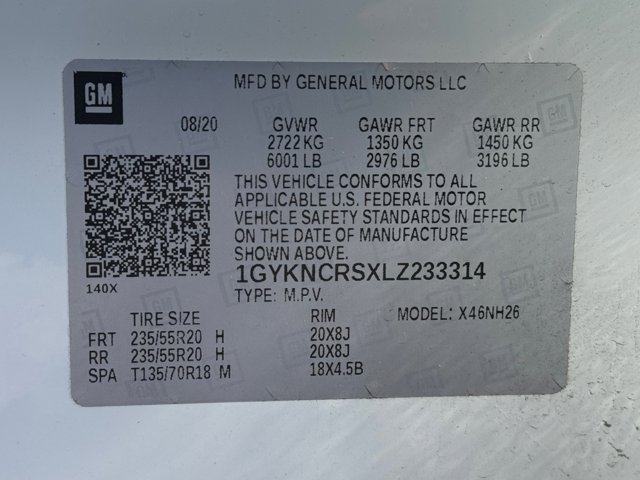 GM
MFD BY GENERAL MOTORS LLC
08/20 GVWR GAWR FRT GAWR RR
2722 KG 1350 KG 1450 KG
6001 LB 2976 LB 3196 LB
THIS VEHICLE CONFORMS TO ALL
APPLICABLE U.S. FEDERAL MOTOR
VEHICLE SAFETY STANDARDS IN EFFECT
ON THE DATE OF MANUFACTURE
SHOWN ABOVE.
1GYKNCRSXLZ233314
140X
TYPE: M.P.V.
TIRE SIZE RIM MODEL: X46NH26
FRT 235/55R20 H 20X8J
RR 235/55R20 H 20X8J
SPA T135/70R18 M 18X4.5B